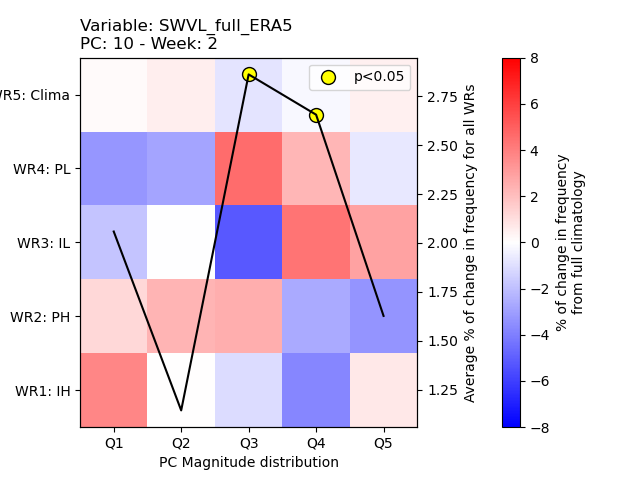 Variable: SWVL_full_ERA5
PC: 10 - Week: 2
p<0.05
WR5: Clima
WR4: PL
WR3: IL
WR2: PH
WR1: IH
Q1 Q2 Q3 Q4 Q5
PC Magnitude distribution
2.75
2.50
2.25
2.00
1.75
1.50
1.25
Average % of change in frequency for all WRs
8
6
4
2
0
−2
−4
−6
−8
% of change in frequency
from full climatology